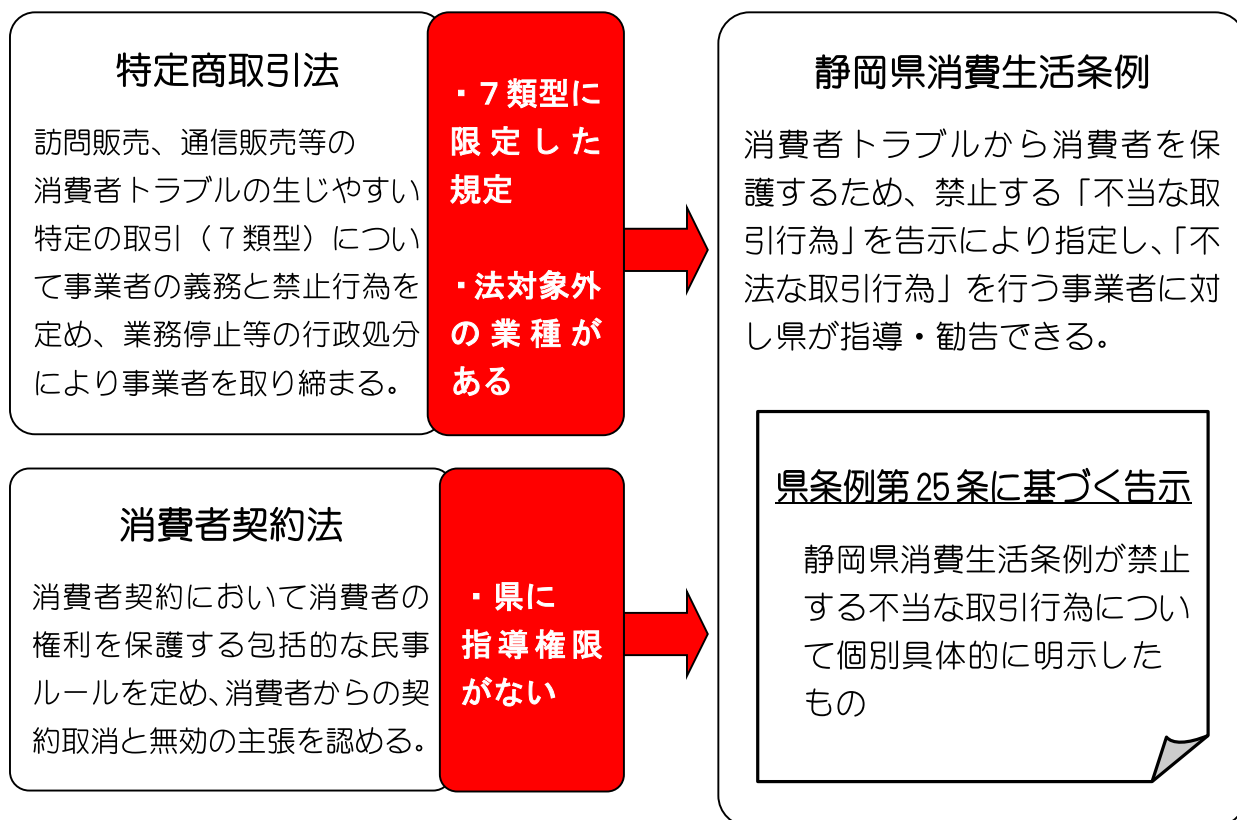 特定商取引法
訪問販売、通信販売等の
消費者トラブルの生じやすい
特定の取引（７類型）につい
て事業者の義務と禁止行為を
定め、業務停止等の行政処分
により事業者を取り締まる。
・７類型に
限定した
規定
・法対象外
の業種が
ある
消費者契約法
消費者契約において消費者の
権利を保護する包括的な民事
ルールを定め、消費者からの契
約取消と無効の主張を認める。
・県に
指導権限
がない
静岡県消費生活条例
消費者トラブルから消費者を保
護するため、禁止する「不当な取
引行為」を告示により指定し、「不
法な取引行為」を行う事業者に対
し県が指導・勧告できる。
県条例第25条に基づく告示
静岡県消費生活条例が禁止
する不当な取引行為につい
て個別具体的に明示した
もの